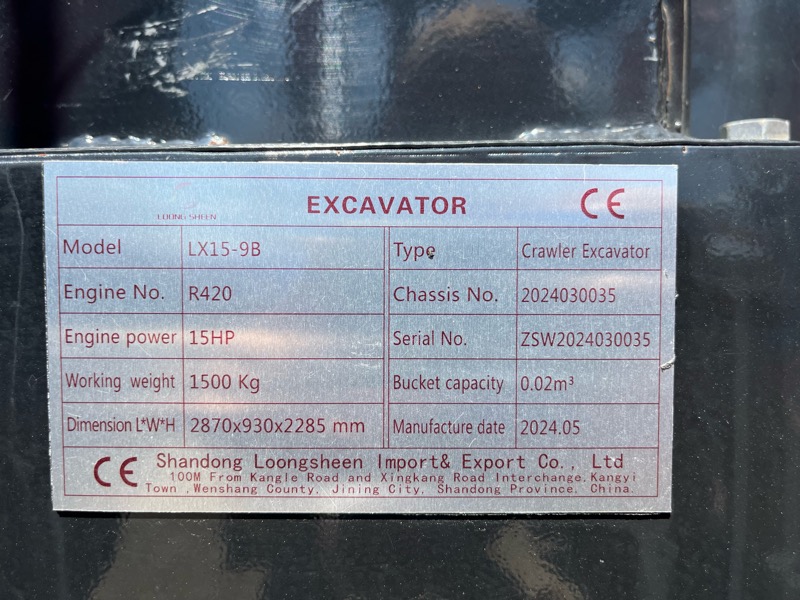 LOONG SHEEN
EXCAVATOR CE
Model LX15-9B Type Crawler Excavator
Engine No. R420 Chassis No. 2024030035
Engine power 15HP Serial No. ZSW2024030035
Working weight 1500 Kg Bucket capacity 0.02m³
Dimension L*W*H 2870x930x2285 mm Manufacture date 2024.05
CE Shandong Loongsheen Import& Export Co., Ltd
100M From Kangle Road and Xingkang Road Interchange.Kangyi
Town ,Wenshang County, Jining City, Shandong Province. China.